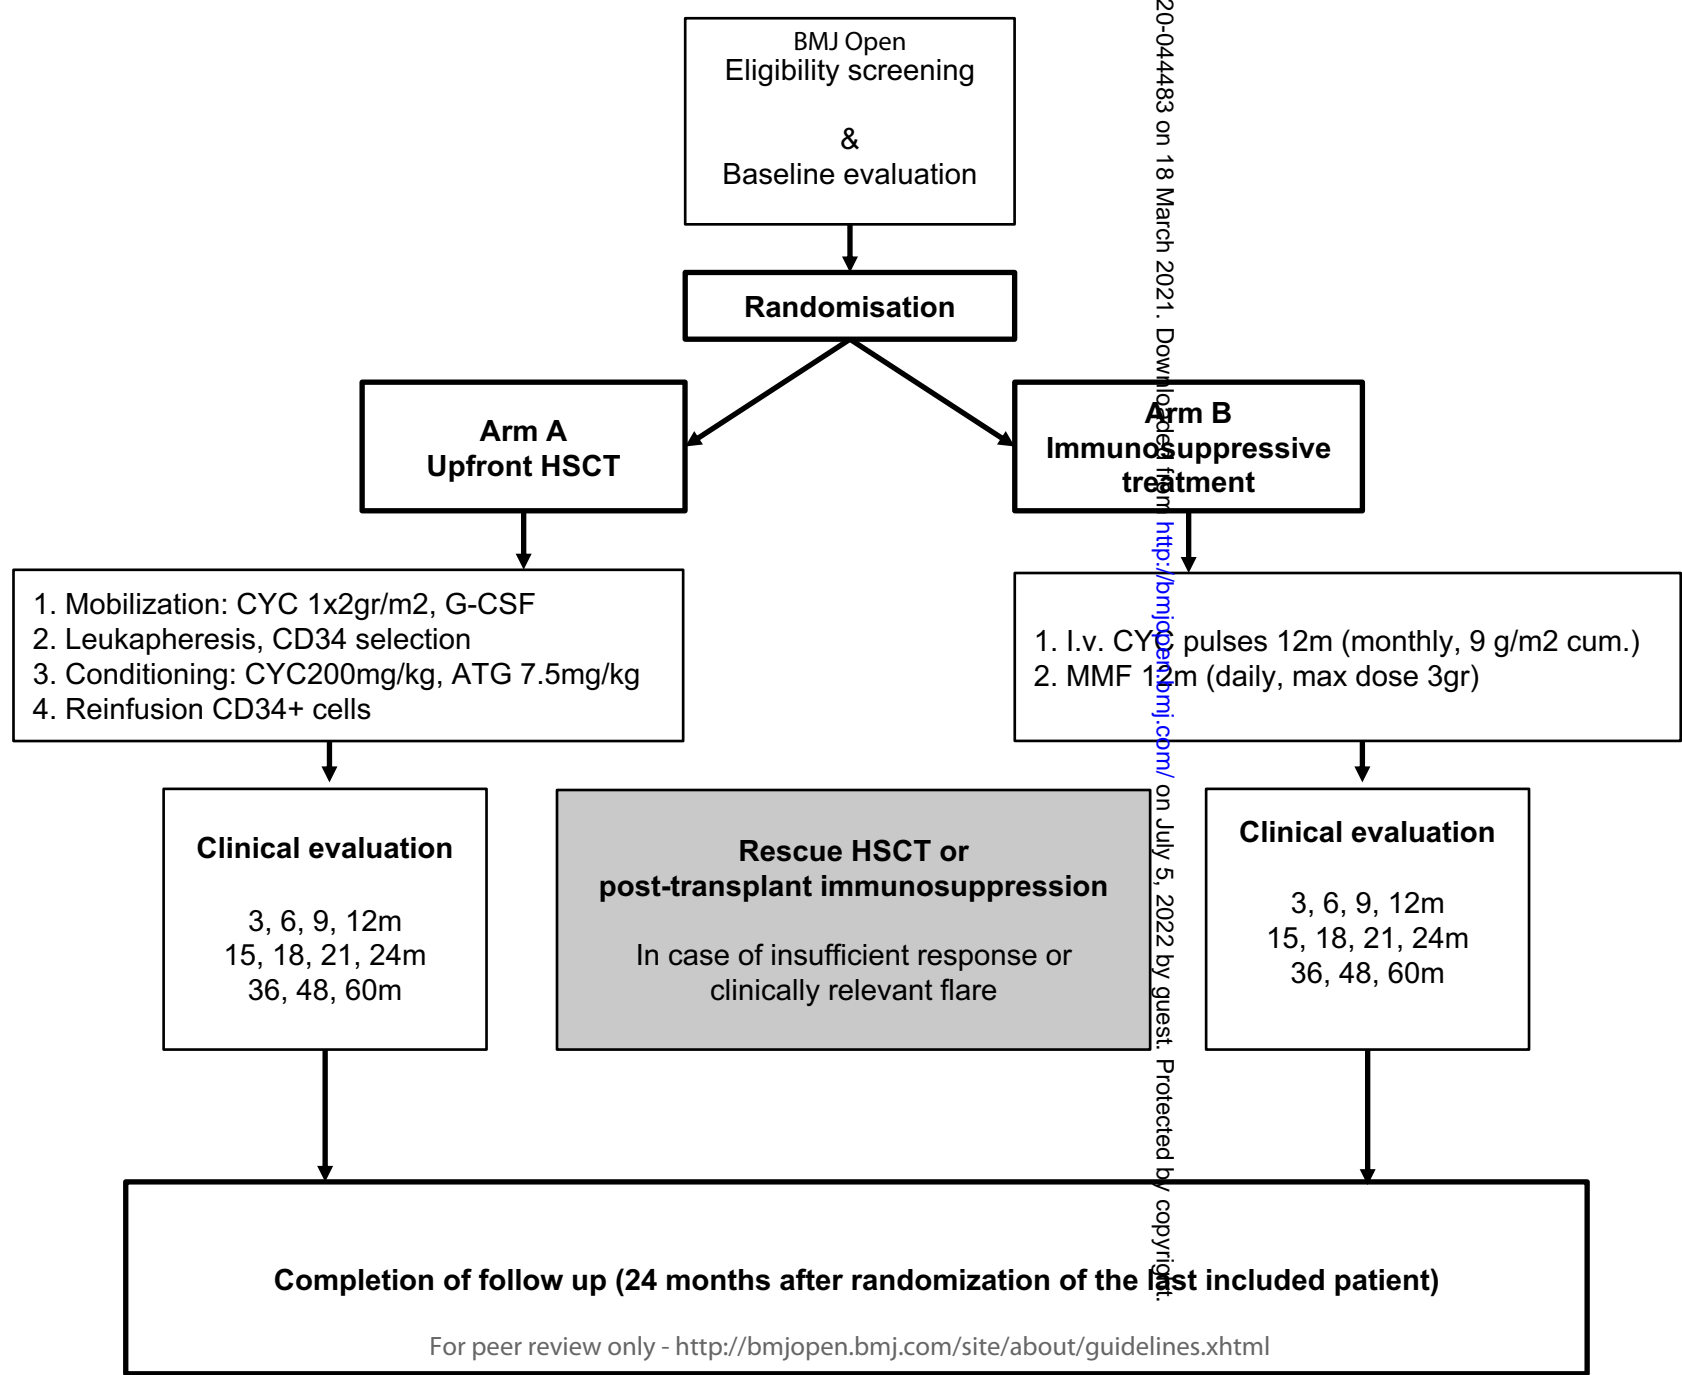 BMJ Open
Eligibility screening
&
Baseline evaluation
Randomisation
Arm A
Upfront HSCT
Arm B
Immunosuppressive
treatment
1. Mobilization: CYC 1x2gr/m2, G-CSF
2. Leukapheresis, CD34 selection
3. Conditioning: CYC200mg/kg, ATG 7.5mg/kg
4. Reinfusion CD34+ cells
1. I.v. CYC pulses 12m (monthly, 9 g/m2 cum.)
2. MMF 12m (daily, max dose 3gr)
Clinical evaluation
3, 6, 9, 12m
15, 18, 21, 24m
36, 48, 60m
Rescue HSCT or
post-transplant immunosuppression
In case of insufficient response or
clinically relevant flare
Clinical evaluation
3, 6, 9, 12m
15, 18, 21, 24m
36, 48, 60m
Completion of follow up (24 months after randomization of the last included patient)
For peer review only - http://bmjopen.bmj.com/site/about/guidelines.xhtml
20-044483 on 18 March 2021. Downloaded from http://bmjopen.bmj.com/ on July 5, 2022 by guest. Protected by copyright.